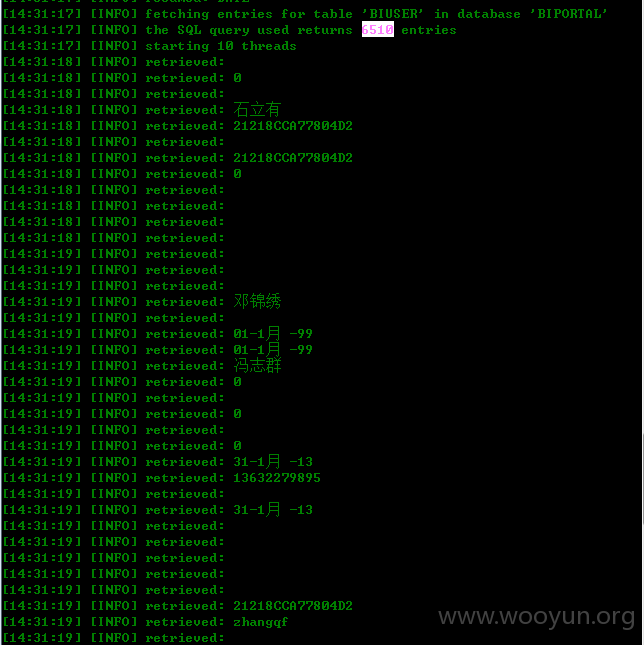 [14:31:17] [INFO] fetching entries for table 'BIUSER' in database 'BIPORTAL'
[14:31:17] [INFO] the SQL query used returns 6510 entries
[14:31:17] [INFO] starting 10 threads
[14:31:18] [INFO] retrieved:
[14:31:18] [INFO] retrieved: 0
[14:31:18] [INFO] retrieved:
[14:31:18] [INFO] retrieved: 石立有
[14:31:18] [INFO] retrieved: 21218CCA77804D2
[14:31:18] [INFO] retrieved:
[14:31:18] [INFO] retrieved: 21218CCA77804D2
[14:31:18] [INFO] retrieved: 0
[14:31:18] [INFO] retrieved:
[14:31:18] [INFO] retrieved:
[14:31:18] [INFO] retrieved:
[14:31:18] [INFO] retrieved:
[14:31:19] [INFO] retrieved:
[14:31:19] [INFO] retrieved:
[14:31:19] [INFO] retrieved:
[14:31:19] [INFO] retrieved: 邓锦绣
[14:31:19] [INFO] retrieved:
[14:31:19] [INFO] retrieved: 01-1月 -99
[14:31:19] [INFO] retrieved: 01-1月 -99
[14:31:19] [INFO] retrieved: 冯志群
[14:31:19] [INFO] retrieved: 0
[14:31:19] [INFO] retrieved:
[14:31:19] [INFO] retrieved: 0
[14:31:19] [INFO] retrieved:
[14:31:19] [INFO] retrieved: 0
[14:31:19] [INFO] retrieved: 31-1月 -13
[14:31:19] [INFO] retrieved: 13632279895
[14:31:19] [INFO] retrieved:
[14:31:19] [INFO] retrieved: 31-1月 -13
[14:31:19] [INFO] retrieved:
[14:31:19] [INFO] retrieved:
[14:31:19] [INFO] retrieved:
[14:31:19] [INFO] retrieved:
[14:31:19] [INFO] retrieved:
[14:31:19] [INFO] retrieved: 21218CCA77804D2
[14:31:19] [INFO] retrieved: zhangqf
[14:31:19] [INFO] retrieved:
www.wooyun.org